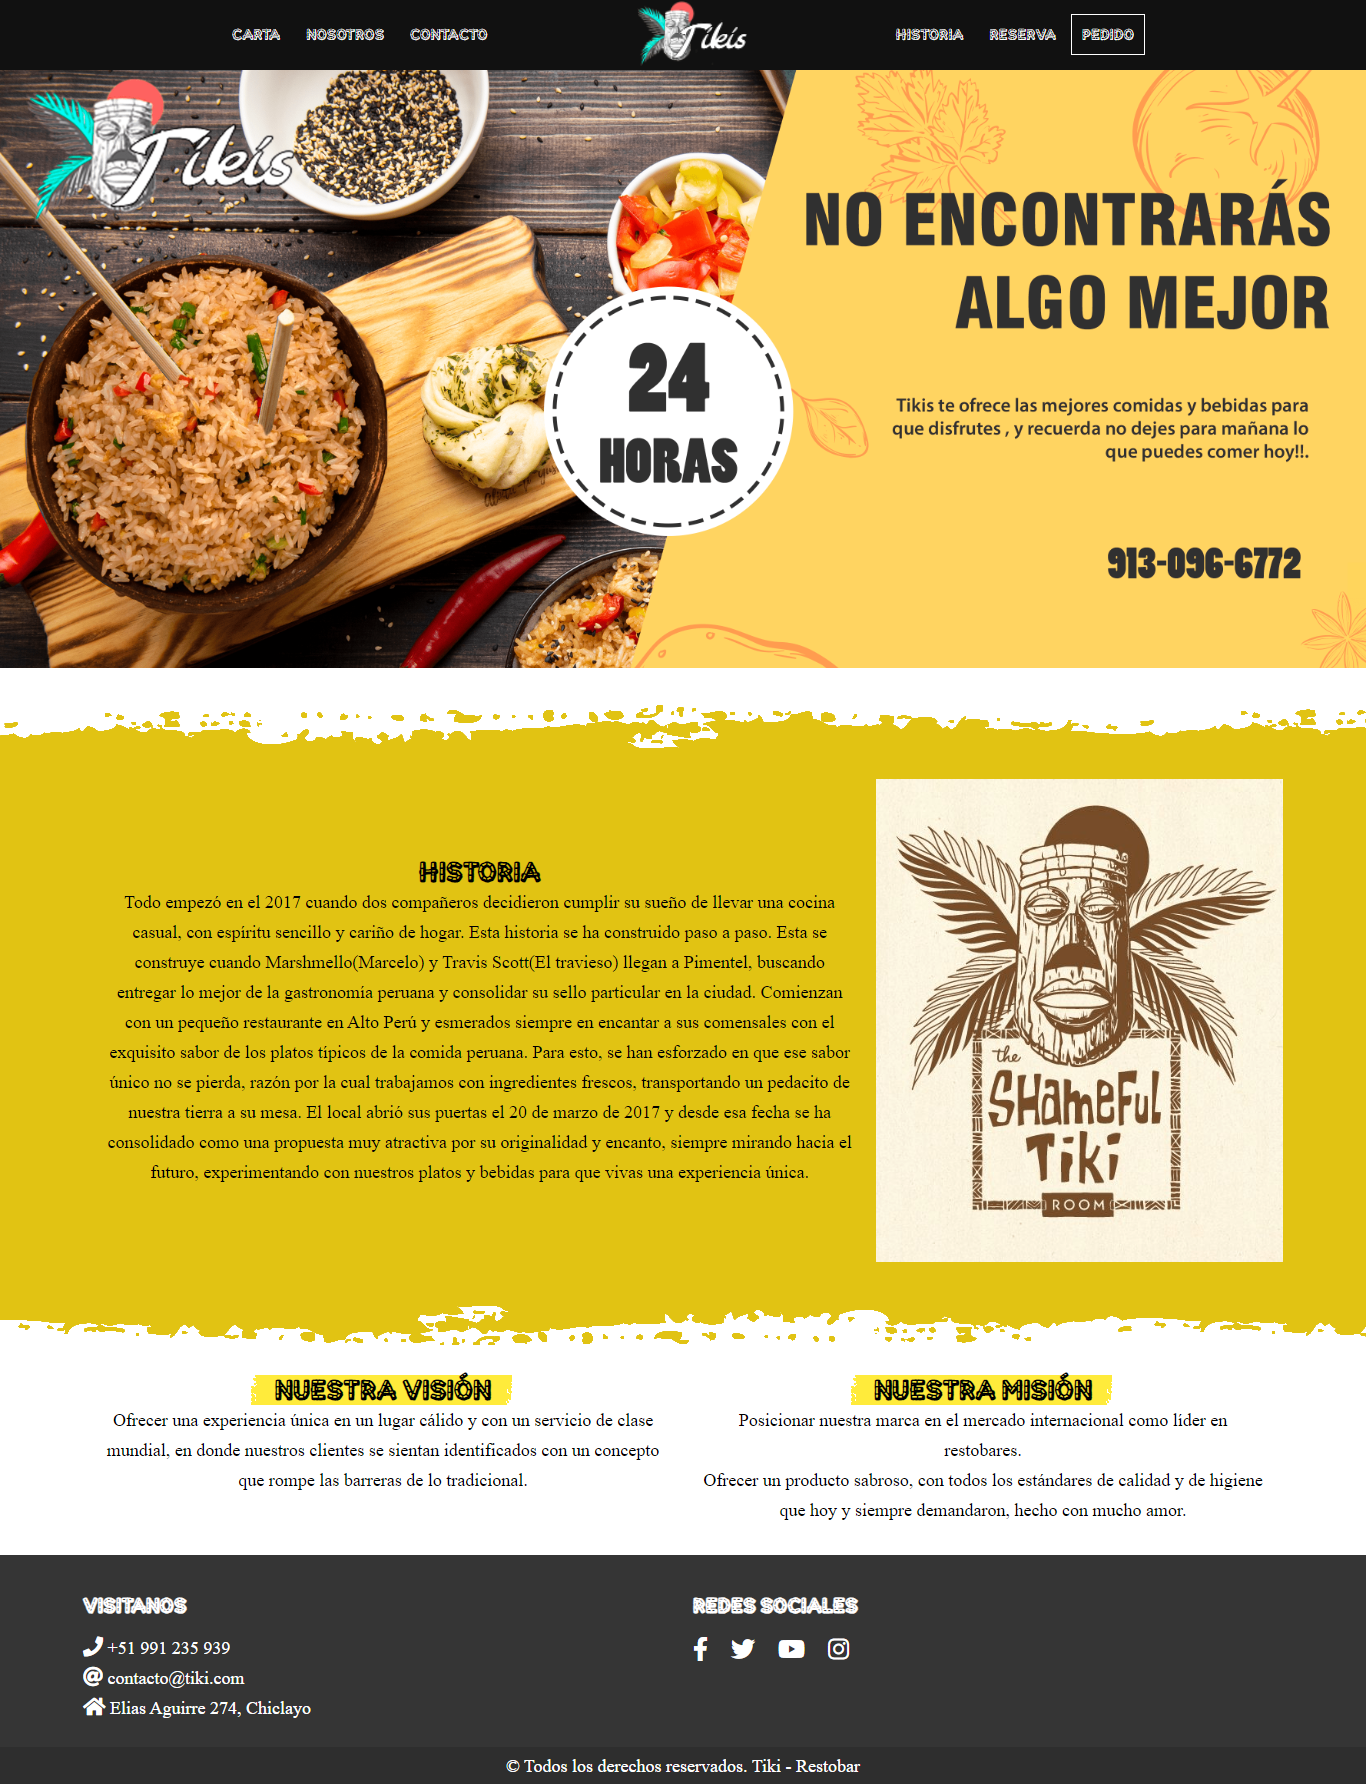 CARTA NOSOTROS CONTACTO Tikis HISTORIA RESERVA PEDIDO
Tikis
NO ENCONTRARÁS
ALGO MEJOR
24
HORAS
Tikis te ofrece las mejores comidas y bebidas para
que disfrutes , y recuerda no dejes para mañana lo
que puedes comer hoy!!.
913-096-6772
HISTORIA
Todo empezó en el 2017 cuando dos compañeros decidieron cumplir su sueño de llevar una cocina
casual, con espíritu sencillo y cariño de hogar. Esta historia se ha construido paso a paso. Esta se
construye cuando Marshmello(Marcelo) y Travis Scott(El travieso) llegan a Pimentel, buscando
entregar lo mejor de la gastronomía peruana y consolidar su sello particular en la ciudad. Comienzan
con un pequeño restaurante en Alto Perú y esmerados siempre en encantar a sus comensales con el
exquisito sabor de los platos típicos de la comida peruana. Para esto, se han esforzado en que ese sabor
único no se pierda, razón por la cual trabajamos con ingredientes frescos, transportando un pedacito de
nuestra tierra a su mesa. El local abrió sus puertas el 20 de marzo de 2017 y desde esa fecha se ha
consolidado como una propuesta muy atractiva por su originalidad y encanto, siempre mirando hacia el
futuro, experimentando con nuestros platos y bebidas para que vivas una experiencia única.
the
SHameFuL
Tiki
ROOM
NUESTRA VISIÓN
Ofrecer una experiencia única en un lugar cálido y con un servicio de clase
mundial, en donde nuestros clientes se sientan identificados con un concepto
que rompe las barreras de lo tradicional.
NUESTRA MISIÓN
Posicionar nuestra marca en el mercado internacional como líder en
restobares.
Ofrecer un producto sabroso, con todos los estándares de calidad y de higiene
que hoy y siempre demandaron, hecho con mucho amor.
VISITANOS
+51 991 235 939
contacto@tiki.com
Elias Aguirre 274, Chiclayo
REDES SOCIALES
© Todos los derechos reservados. Tiki - Restobar